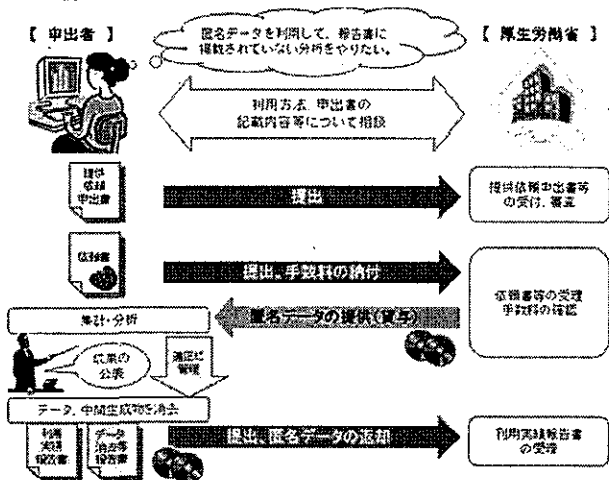 【 申出者 】
匿名データを利用して、報告書に
掲載されていない分析をやりたい。
【 厚生労働省 】
利用方法、申出書の
記載内容等について相談
提供
依頼
申出書
提出
提供依頼申出書等
の受付、審査
依頼書
提出、手数料の納付
依頼書等の受理
手数料の確認
匿名データの提供(貸与)
集計・分析
成果の
公表
適正に
管理
データ、中間生成物を消去
利用
実績
報告書
データ
消去等
報告書
提出、匿名データの返却
利用実績報告書
の受理